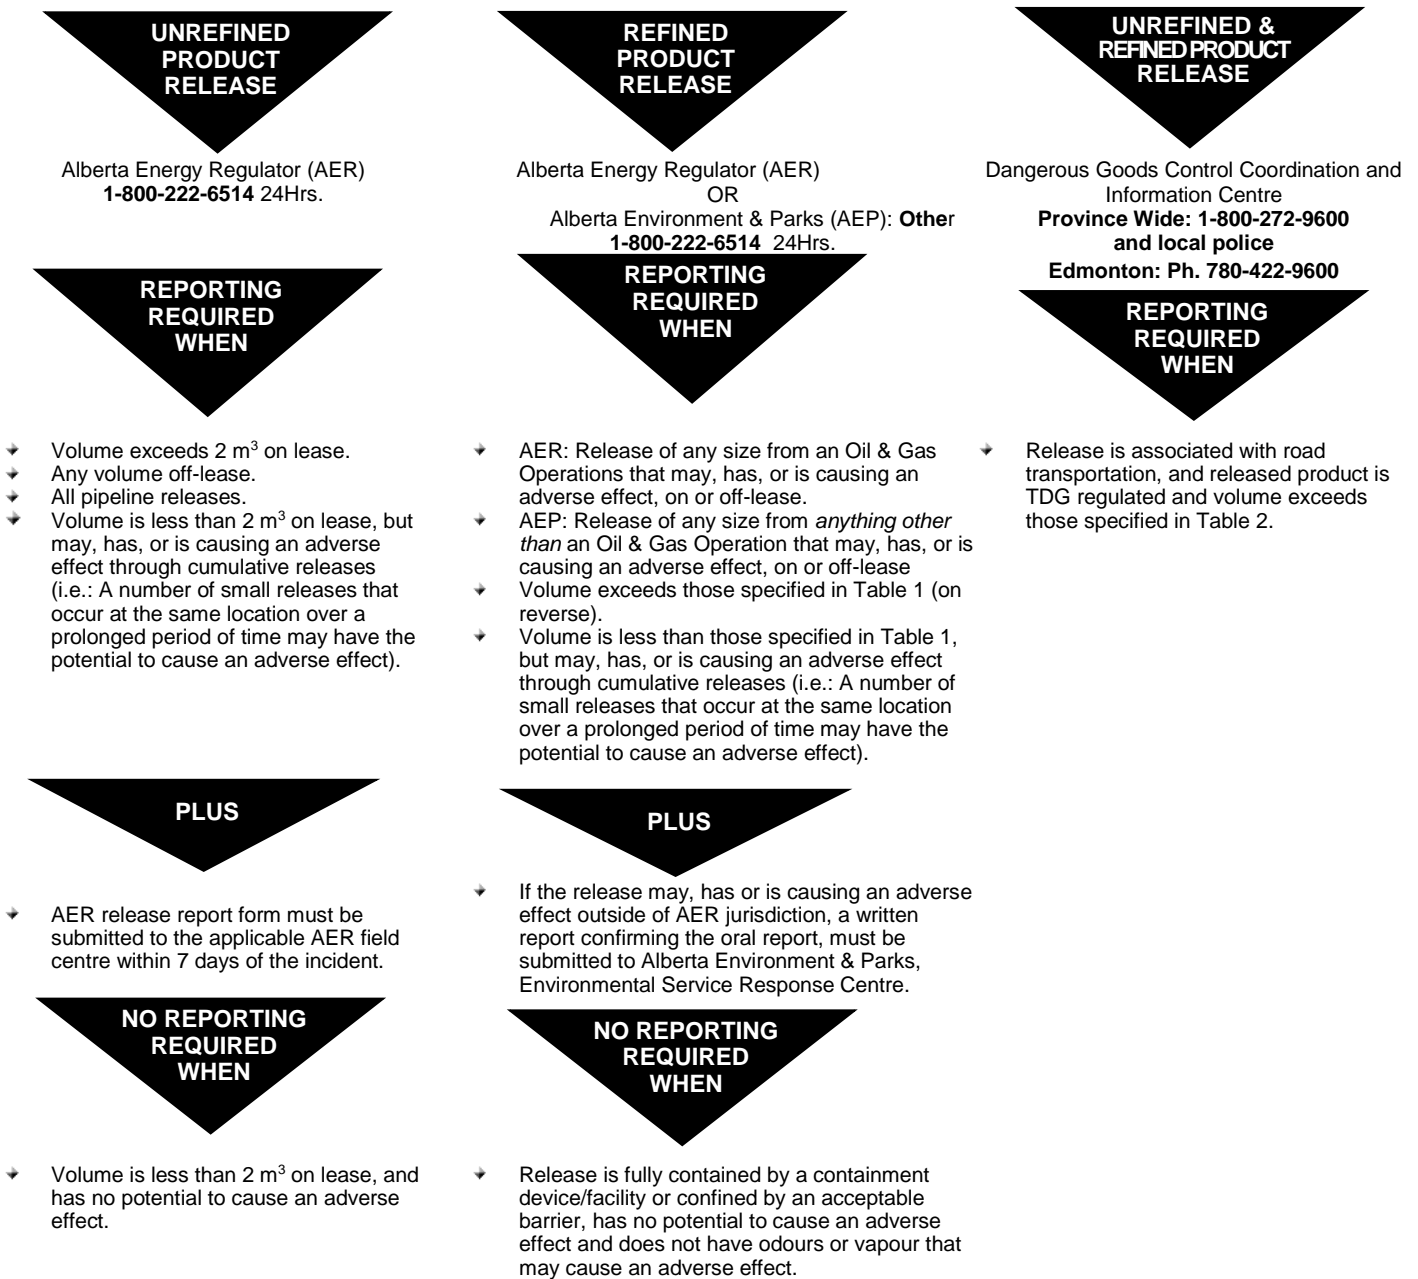 UNREFINED
PRODUCT
RELEASE
Alberta Energy Regulator (AER)
1-800-222-6514 24Hrs.
REPORTING
REQUIRED
WHEN
Volume exceeds 2 m³ on lease.
Any volume off-lease.
All pipeline releases.
Volume is less than 2 m³ on lease, but
may, has, or is causing an adverse
effect through cumulative releases
(i.e.: A number of small releases that
occur at the same location over a
prolonged period of time may have the
potential to cause an adverse effect).
PLUS
AER release report form must be
submitted to the applicable AER field
centre within 7 days of the incident.
NO REPORTING
REQUIRED
WHEN
Volume is less than 2 m³ on lease, and
has no potential to cause an adverse
effect.
REFINED
PRODUCT
RELEASE
Alberta Energy Regulator (AER)
OR
Alberta Environment & Parks (AEP): Other
1-800-222-6514 24Hrs.
REPORTING
REQUIRED
WHEN
AER: Release of any size from an Oil & Gas
Operations that may, has, or is causing an
adverse effect, on or off-lease.
AEP: Release of any size from anything other
than an Oil & Gas Operation that may, has, or is
causing an adverse effect, on or off-lease
Volume exceeds those specified in Table 1 (on
reverse).
Volume is less than those specified in Table 1,
but may, has, or is causing an adverse effect
through cumulative releases (i.e.: A number of
small releases that occur at the same location
over a prolonged period of time may have the
potential to cause an adverse effect).
PLUS
If the release may, has or is causing an adverse
effect outside of AER jurisdiction, a written
report confirming the oral report, must be
submitted to Alberta Environment & Parks,
Environmental Service Response Centre.
NO REPORTING
REQUIRED
WHEN
Release is fully contained by a containment
device/facility or confined by an acceptable
barrier, has no potential to cause an adverse
effect and does not have odours or vapour that
may cause an adverse effect.
UNREFINED &
REFINED PRODUCT
RELEASE
Dangerous Goods Control Coordination and
Information Centre
Province Wide: 1-800-272-9600
and local police
Edmonton: Ph. 780-422-9600
REPORTING
REQUIRED
WHEN
Release is associated with road
transportation, and released product is
TDG regulated and volume exceeds
those specified in Table 2.